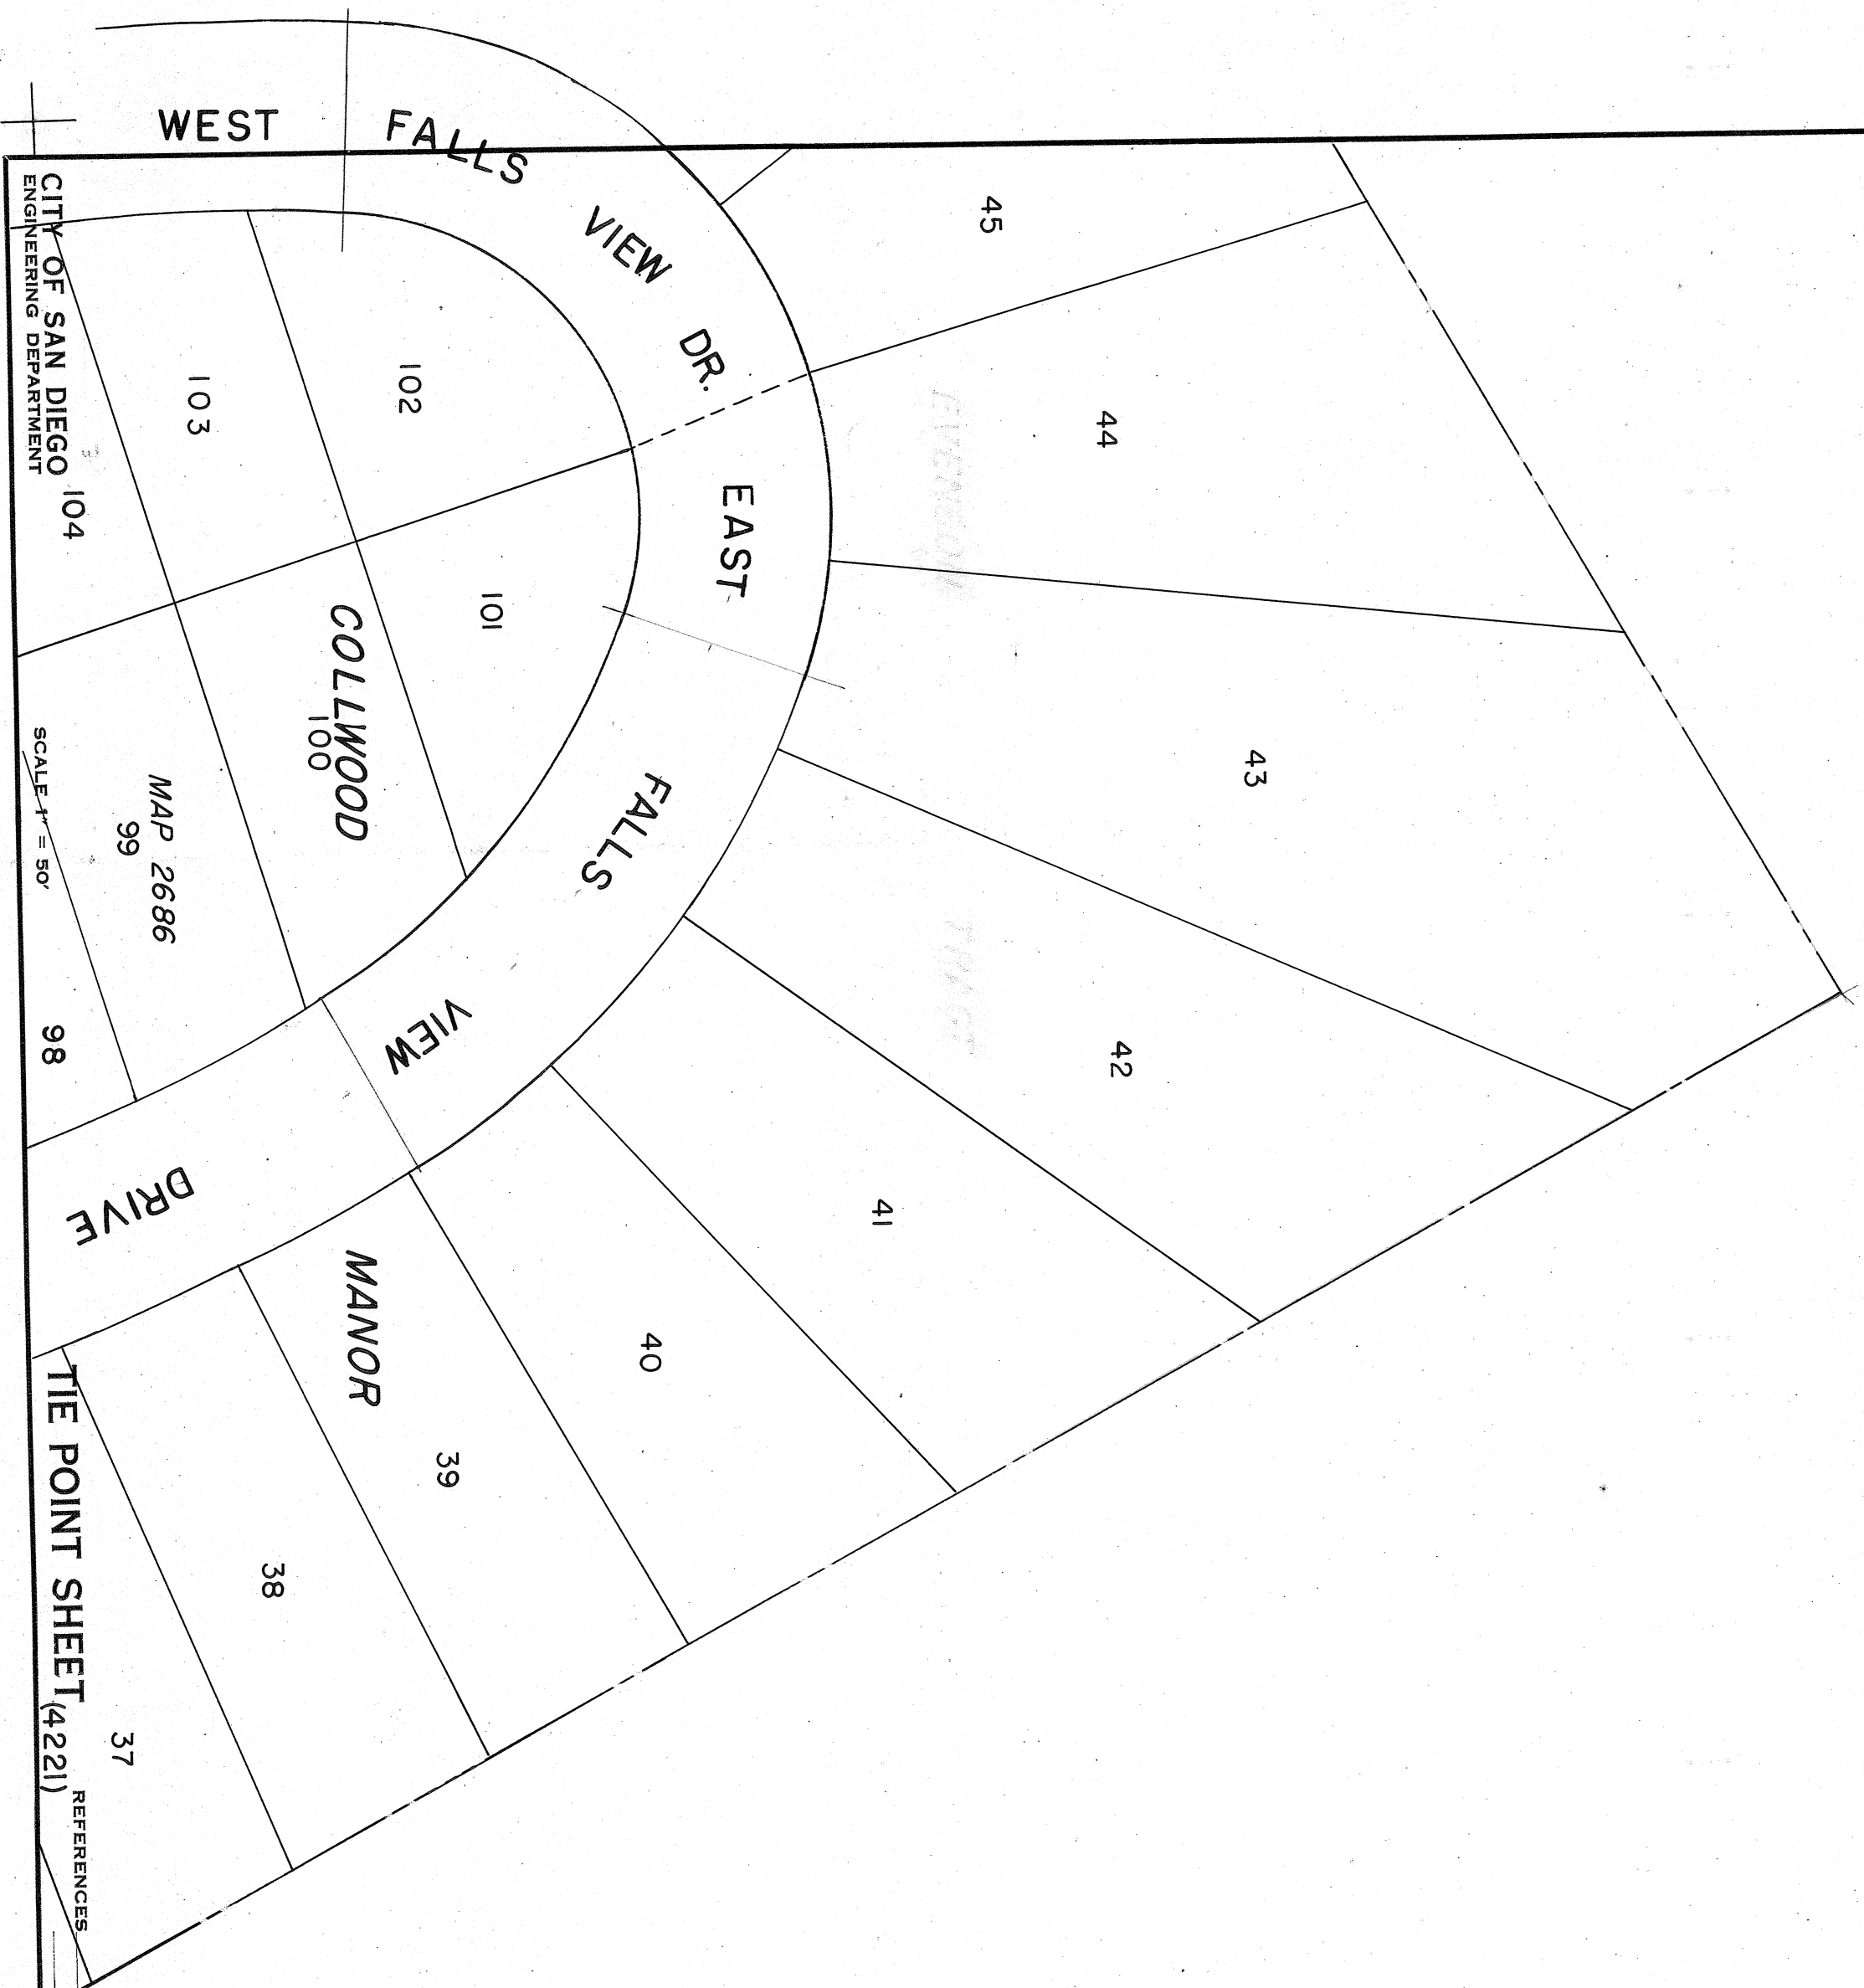 WEST FALLS VIEW DR.
EAST FALLS VIEW DRIVE
45
44
43
42
41
40
39
38
37
102
103
104
101
100
99
98
COLLWOOD
MANOR
MAP 2686
CITY OF SAN DIEGO
ENGINEERING DEPARTMENT
SCALE 1" = 50'
TIE POINT SHEET
(4221)
REFERENCES